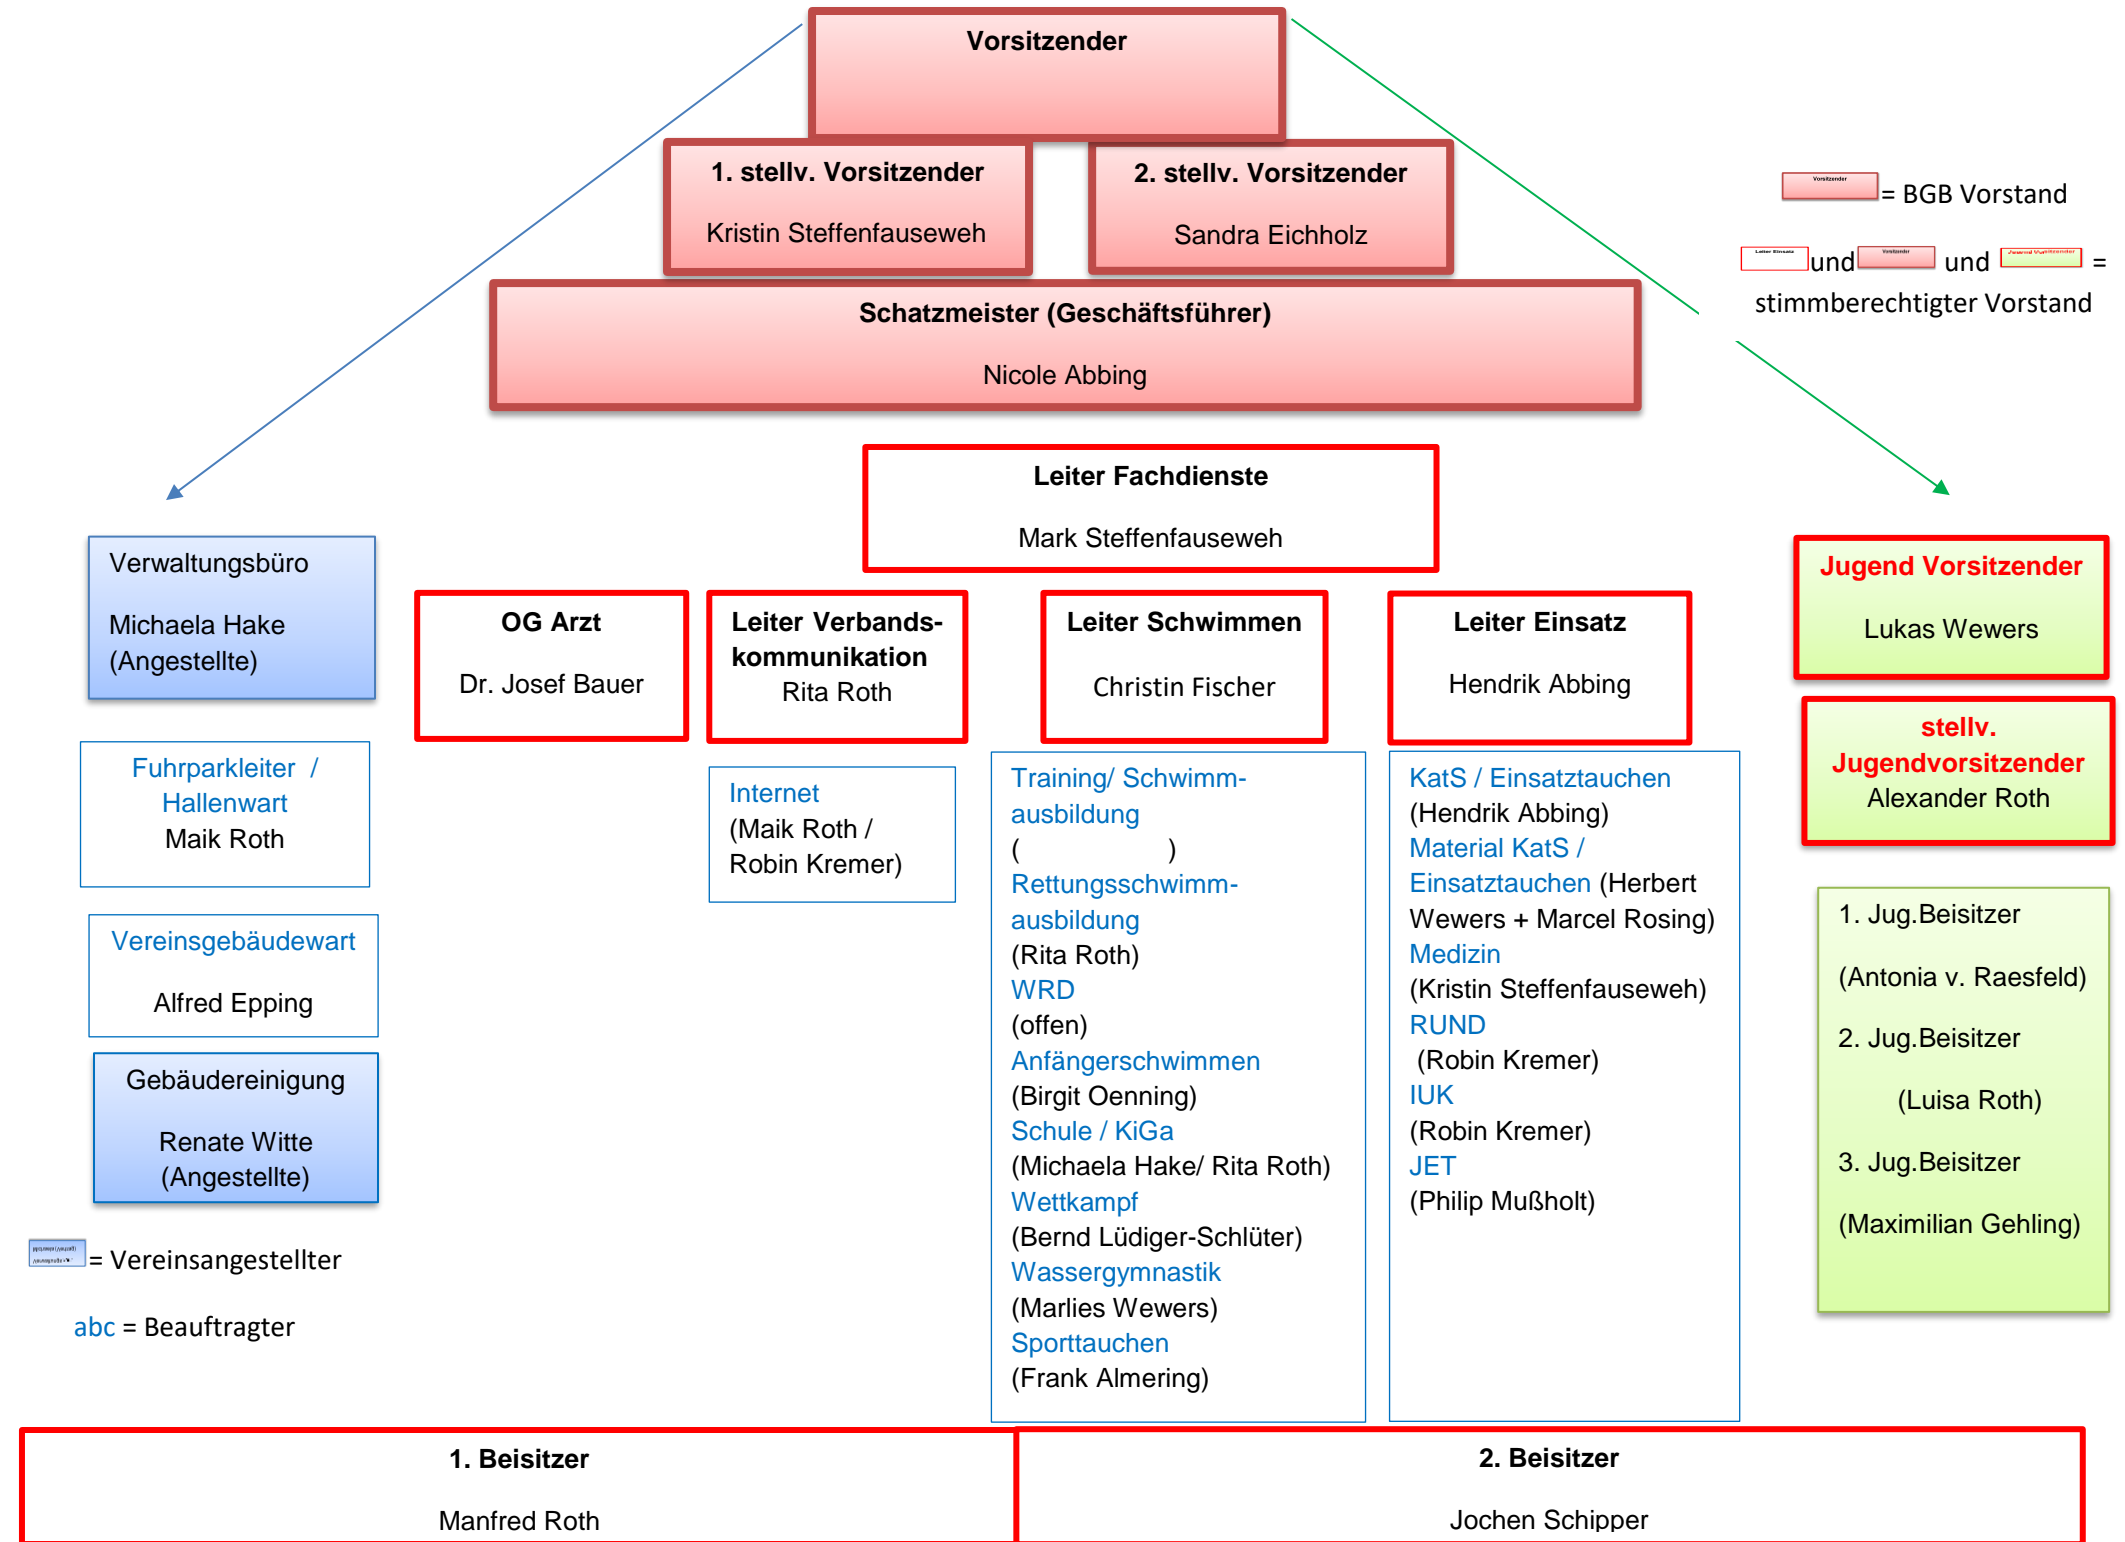 Vorsitzender
1. stellv. Vorsitzender
Kristin Steffenfauseweh
2. stellv. Vorsitzender
Sandra Eichholz
Schatzmeister (Geschäftsführer)
Nicole Abbing
Vorsitzender
= BGB Vorstand
Leiter Einsatz
und
Vorsitzender
und
Jugend Vorsitzender
=
stimmberechtigter Vorstand
Leiter Fachdienste
Mark Steffenfauseweh
Verwaltungsbüro
Michaela Hake
(Angestellte)
Fuhrparkleiter /
Hallenwart
Maik Roth
Vereinsgebäudewart
Alfred Epping
Gebäudereinigung
Renate Witte
(Angestellte)
= Vereinsangestellter
abc = Beauftragter
OG Arzt
Dr. Josef Bauer
Leiter Verbands-
kommunikation
Rita Roth
Internet
(Maik Roth /
Robin Kremer)
Leiter Schwimmen
Christin Fischer
Training/ Schwimm-
ausbildung
( )
Rettungsschwimm-
ausbildung
(Rita Roth)
WRD
(offen)
Anfängerschwimmen
(Birgit Oenning)
Schule / KiGa
(Michaela Hake/ Rita Roth)
Wettkampf
(Bernd Lüdiger-Schlüter)
Wassergymnastik
(Marlies Wewers)
Sporttauchen
(Frank Almering)
Leiter Einsatz
Hendrik Abbing
KatS / Einsatztauchen
(Hendrik Abbing)
Material KatS /
Einsatztauchen (Herbert
Wewers + Marcel Rosing)
Medizin
(Kristin Steffenfauseweh)
RUND
(Robin Kremer)
IUK
(Robin Kremer)
JET
(Philip Mußholt)
Jugend Vorsitzender
Lukas Wewers
stellv.
Jugendvorsitzender
Alexander Roth
1. Jug.Beisitzer
(Antonia v. Raesfeld)
2. Jug.Beisitzer
(Luisa Roth)
3. Jug.Beisitzer
(Maximilian Gehling)
1. Beisitzer
Manfred Roth
2. Beisitzer
Jochen Schipper